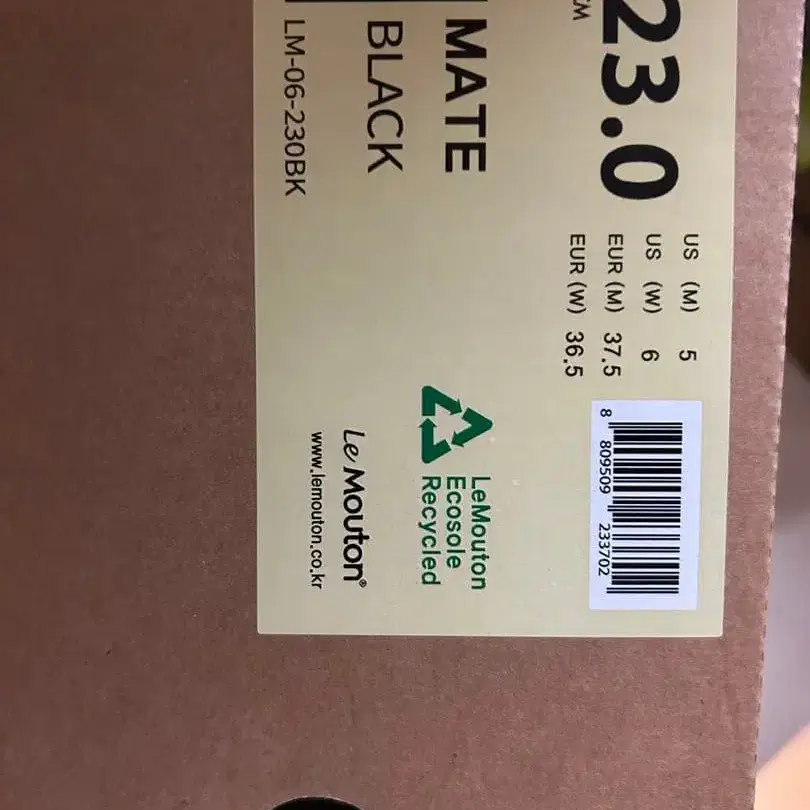 23.0
CM
US (M) 5
US (W) 6
EUR (M) 37.5
EUR (W) 36.5
MATE
BLACK
LM-06-230BK
8 809509 233702
LeMouton
Ecosole
Recycled
Le Mouton®
www.lemouton.co.kr